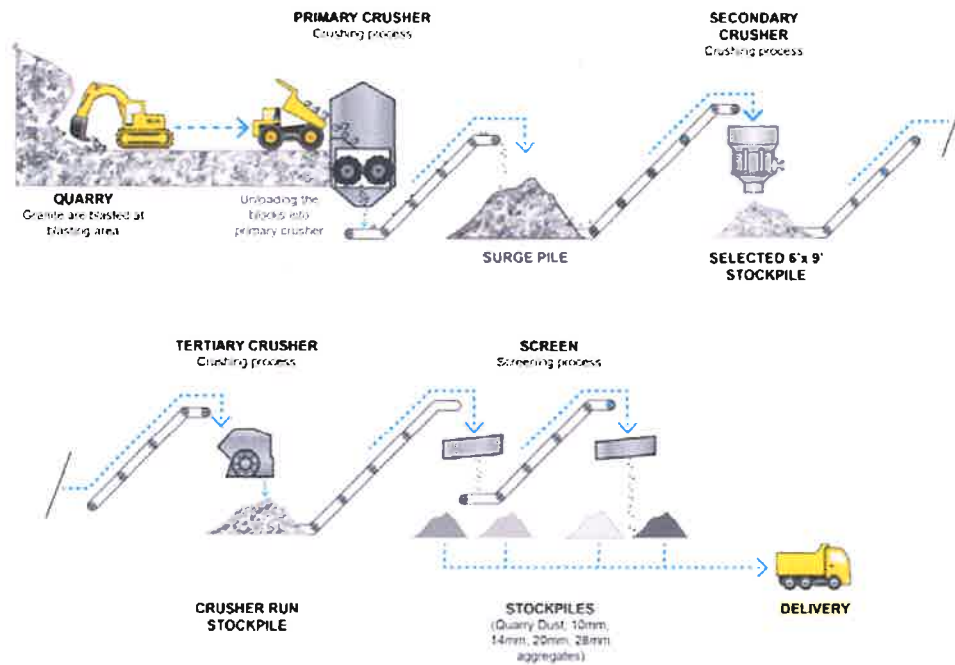 PRIMARY CRUSHER
Crushing process
SECONDARY
CRUSHER
Crushing process
QUARRY
Granite are blasted at
blasting area
Unloading the
blocks into
primary crusher
SURGE PILE
SELECTED 6'x 9'
STOCKPILE
TERTIARY CRUSHER
Crushing process
SCREEN
Screening process
CRUSHER RUN
STOCKPILE
STOCKPILES
(Quarry Dust, 10mm,
14mm, 20mm, 28mm
aggregates)
DELIVERY